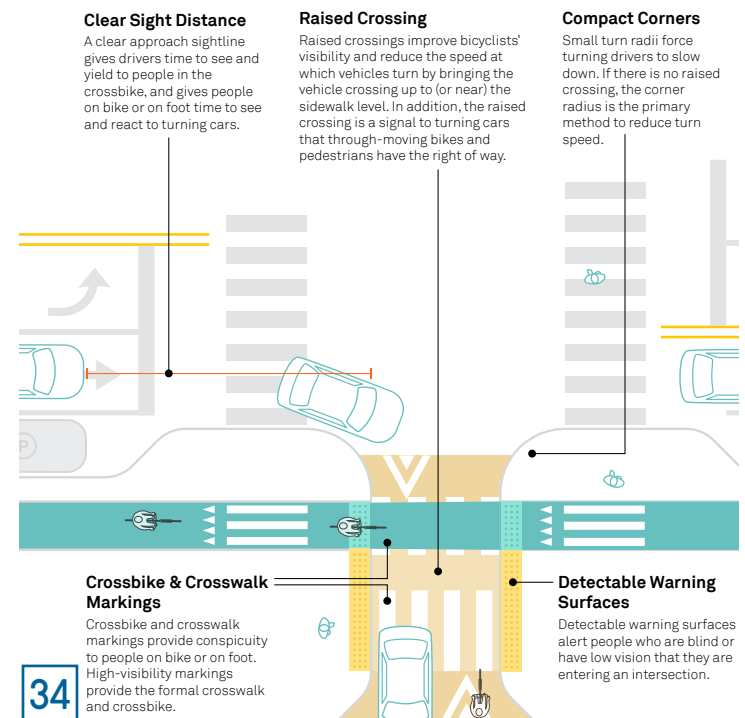 Clear Sight Distance
A clear approach sightline
gives drivers time to see and
yield to people in the
crossbike, and gives people
on bike or on foot time to see
and react to turning cars.
Raised Crossing
Raised crossings improve bicyclists’
visibility and reduce the speed at
which vehicles turn by bringing the
vehicle crossing up to (or near) the
sidewalk level. In addition, the raised
crossing is a signal to turning cars
that through-moving bikes and
pedestrians have the right of way.
Compact Corners
Small turn radii force
turning drivers to slow
down. If there is no raised
crossing, the corner
radius is the primary
method to reduce turn
speed.
P
Crossbike & Crosswalk
Markings
Crossbike and crosswalk
markings provide conspicuity
to people on bike or on foot.
High-visibility markings
provide the formal crosswalk
and crossbike.
Detectable Warning
Surfaces
Detectable warning surfaces
alert people who are blind or
have low vision that they are
entering an intersection.
34